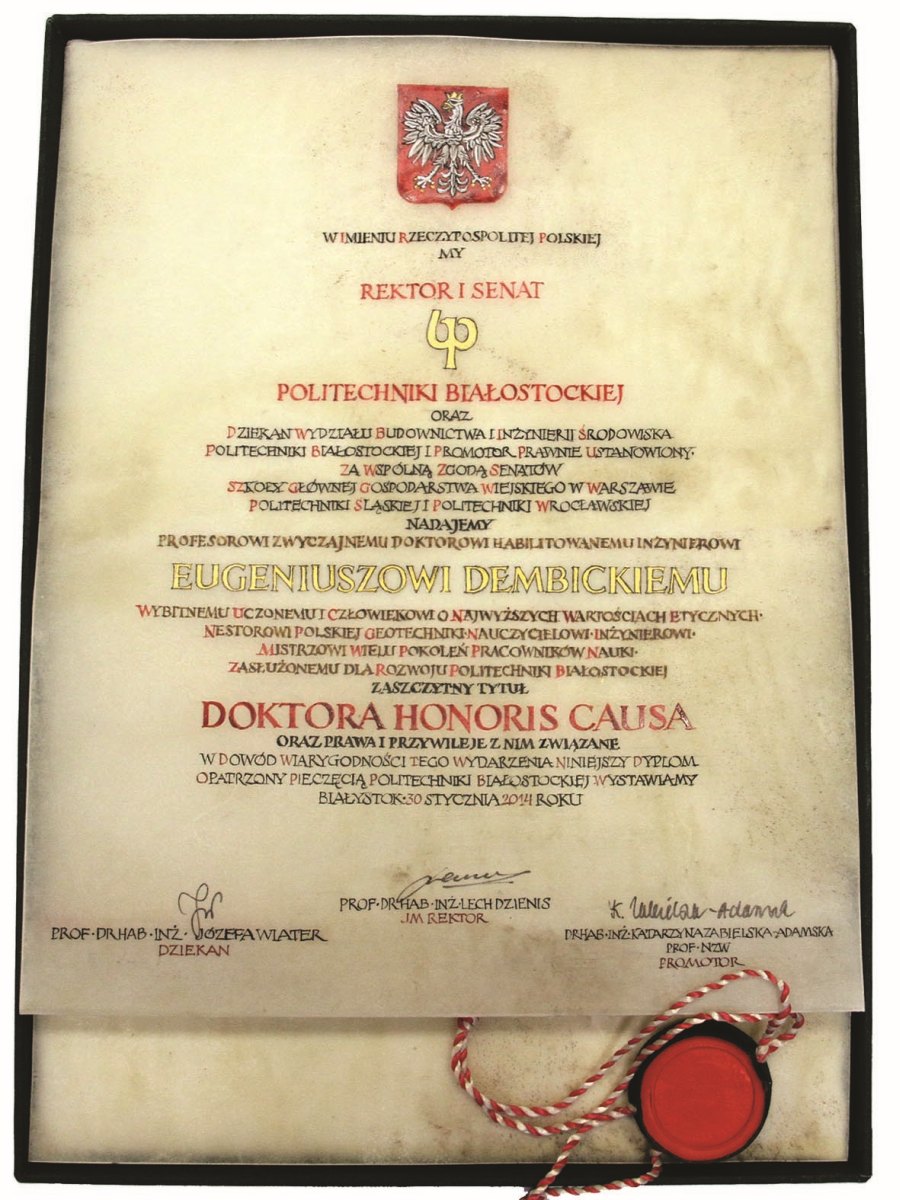 W IMIENIU RZECZYPOSPOLITEJ POLSKIEJ
MY
REKTOR I SENAT
POLITECHNIKI BIAŁOSTOCKIEJ
ORAZ
DZIEKAN WYDZIAŁU BUDOWNICTWA I INŻYNIERII ŚRODOWISKA
POLITECHNIKI BIAŁOSTOCKIEJ I PROMOTOR PRAWNIE USTANOWIONY·
ZA WSPÓLNĄ ZGODĄ SENATÓW
SZKOŁY GŁÓWNEJ GOSPODARSTWA WIEJSKIEGO W WARSZAWIE
POLITECHNIKI ŚLĄSKIEJ I POLITECHNIKI WROCŁAWSKIEJ
NADAJEMY
PROFESOROWI ZWYCZAJNEMU DOKTOROWI HABILITOWANEMU INŻYNIEROWI
EUGENIUSZOWI DEMBICKIEMU
WYBITNEMU UCZONEMU I CZŁOWIEKOWI O NAJWYŻSZYCH WARTOŚCIACH ETYCZNYCH·
NESTOROWI POLSKIEJ GEOTECHNIKI·NAUCZYCIELOWI·INŻYNIEROWI·
MISTRZOWI WIELU POKOLEŃ PRACOWNIKÓW NAUKI·
ZASŁUŻONEMU DLA ROZWOJU POLITECHNIKI BIAŁOSTOCKIEJ
ZASZCZYTNY TYTUŁ
DOKTORA HONORIS CAUSA
ORAZ PRAWA I PRZYWILEJE Z NIM ZWIĄZANE
W DOWÓD WIARYGODNOŚCI TEGO WYDARZENIA NINIEJSZY DYPLOM
OPATRZONY PIECZĘCIĄ POLITECHNIKI BIAŁOSTOCKIEJ WYSTAWIAMY
BIAŁYSTOK·30 STYCZNIA 2014 ROKU
PROF·DR HAB·INŻ·LECH DZIENIS
JM REKTOR
PROF·DR HAB·INŻ·JÓZEFA WIATER
DZIEKAN
DR HAB·INŻ·KATARZYNA ZABIELSKA-ADAMSKA
PROF·NZW
PROMOTOR